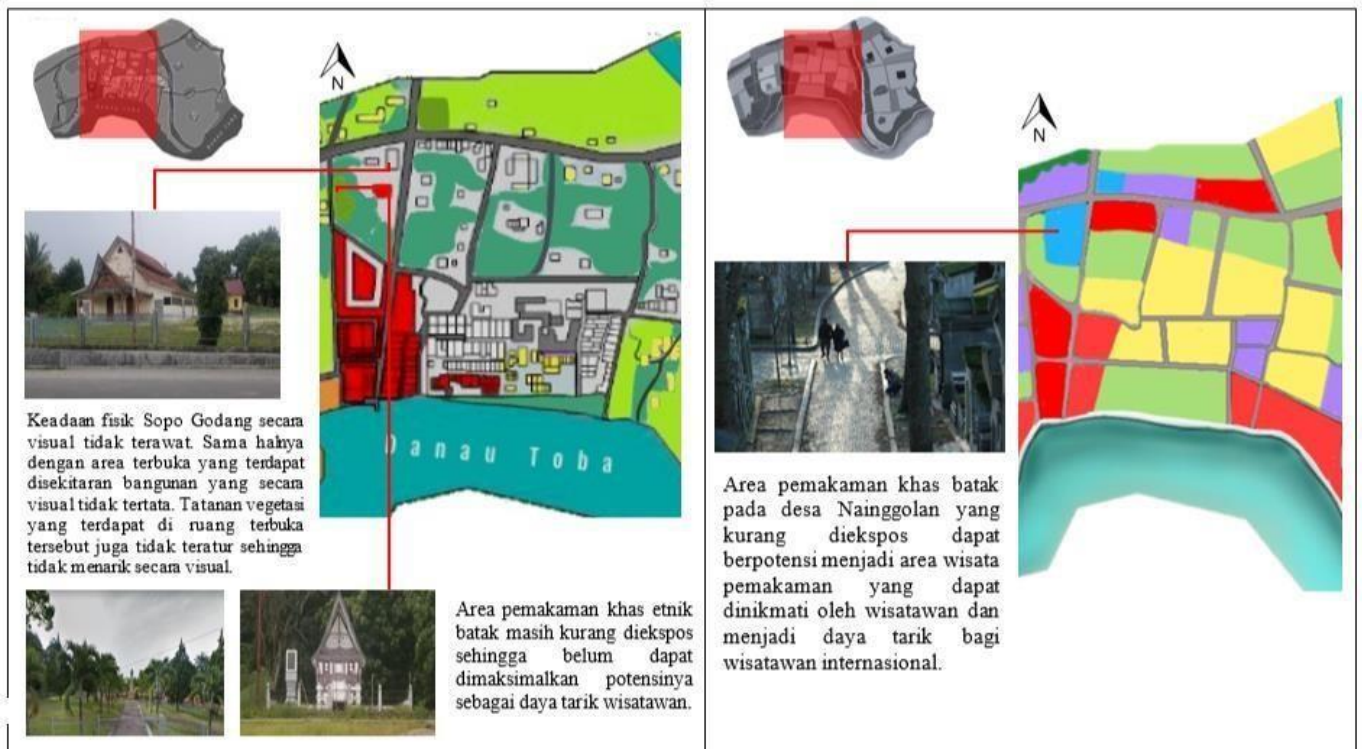 N
Danau Toba
Keadaan fisik Sopo Godang secara
visual tidak terawat. Sama halnya
dengan area terbuka yang terdapat
disekitaran bangunan yang secara
visual tidak tertata. Tatanan vegetasi
yang terdapat di ruang terbuka
tersebut juga tidak teratur sehingga
tidak menarik secara visual.
Area pemakaman khas etnik
batak masih kurang diekspos
sehingga belum dapat
dimaksimalkan potensinya
sebagai daya tarik wisatawan.
N
Area pemakaman khas batak
pada desa Nainggolan yang
kurang diekspos dapat
berpotensi menjadi area wisata
pemakaman yang dapat
dinikmati oleh wisatawan dan
menjadi daya tarik bagi
wisatawan internasional.